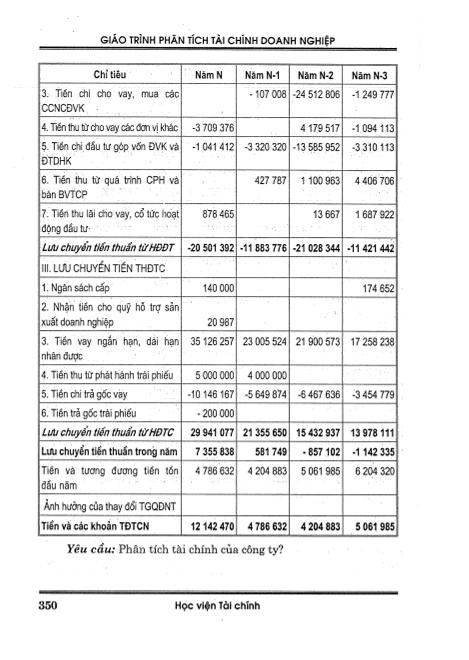 GIÁO TRÌNH PHÂN TÍCH TÀI CHÍNH DOANH NGHIỆP
Chỉ tiêu Năm N Năm N-1 Năm N-2 Năm N-3
3. Tiền chi cho vay, mua các - 107 008 -24 512 806 -1 249 777
CCNCĐVK
4. Tiền thu từ cho vay các đơn vị khác -3 709 376 4 179 517 -1 094 113
5. Tiền chi đầu tư góp vốn ĐVK và -1 041 412 -3 320 320 -13 585 952 -3 310 113
ĐTDHK
6. Tiền thu từ quá trình CPH và 427 787 1 100 963 4 406 706
bán BVTCP
7. Tiền thu lãi cho vay, cổ tức hoạt 878 465 13 667 1 687 922
động đầu tư
Lưu chuyển tiền thuần từ HĐĐT -20 501 392 -11 883 776 -21 028 344 -11 421 442
III. LƯU CHUYỂN TIỀN THĐTC
1. Ngân sách cấp 140 000 174 652
2. Nhận tiền cho quỹ hỗ trợ sản
xuất doanh nghiệp 20 987
3. Tiền vay ngắn hạn, dài hạn 35 126 257 23 005 524 21 900 573 17 258 238
nhân được
4. Tiền thu từ phát hành trái phiếu 5 000 000 4 000 000
5. Tiền chi trả gốc vay -10 146 167 -5 649 874 -6 467 636 -3 454 779
6. Tiền trả gốc trái phiếu - 200 000
Lưu chuyển tiền thuần từ HĐTC 29 941 077 21 355 650 15 432 937 13 978 111
Lưu chuyển tiền thuần trong năm 7 355 838 581 749 - 857 102 -1 142 335
Tiền và tương đương tiền tồn 4 786 632 4 204 883 5 061 985 6 204 320
đầu năm
Ảnh hưởng của thay đổi TGQĐNT
Tiền và các khoản TĐTCN 12 142 470 4 786 632 4 204 883 5 061 985
Yêu cầu: Phân tích tài chính của công ty?
350 Học viện Tài chính